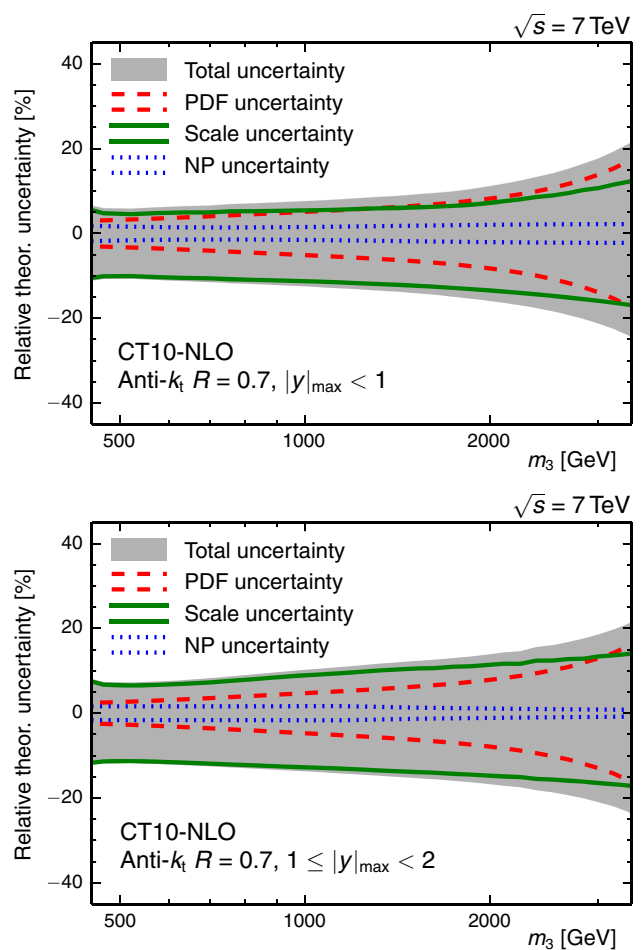 √s = 7 TeV
40
20
0
−20
−40
Relative theor. uncertainty [%]
Total uncertainty
PDF uncertainty
Scale uncertainty
NP uncertainty
CT10-NLO
Anti-kt R = 0.7, |y|max < 1
500
1000
2000
m3 [GeV]
√s = 7 TeV
40
20
0
−20
−40
Relative theor. uncertainty [%]
Total uncertainty
PDF uncertainty
Scale uncertainty
NP uncertainty
CT10-NLO
Anti-kt R = 0.7, 1 ≤ |y|max < 2
500
1000
2000
m3 [GeV]